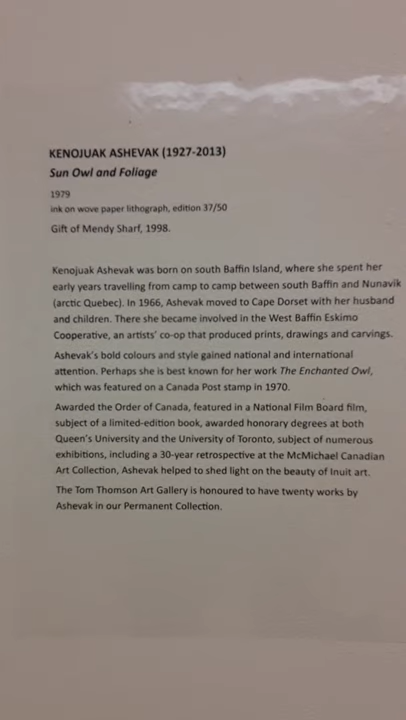 KENOJUAK ASHEVAK (1927-2013)
Sun Owl and Foliage
1979
ink on wove paper lithograph, edition 37/50
Gift of Mendy Sharf, 1998.
Kenojuak Ashevak was born on south Baffin Island, where she spent her
early years travelling from camp to camp between south Baffin and Nunavik
(arctic Quebec). In 1966, Ashevak moved to Cape Dorset with her husband
and children. There she became involved in the West Baffin Eskimo
Cooperative, an artists' co-op that produced prints, drawings and carvings.
Ashevak's bold colours and style gained national and international
attention. Perhaps she is best known for her work The Enchanted Owl,
which was featured on a Canada Post stamp in 1970.
Awarded the Order of Canada, featured in a National Film Board film,
subject of a limited-edition book, awarded honorary degrees at both
Queen's University and the University of Toronto, subject of numerous
exhibitions, including a 30-year retrospective at the McMichael Canadian
Art Collection, Ashevak helped to shed light on the beauty of Inuit art.
The Tom Thomson Art Gallery is honoured to have twenty works by
Ashevak in our Permanent Collection.